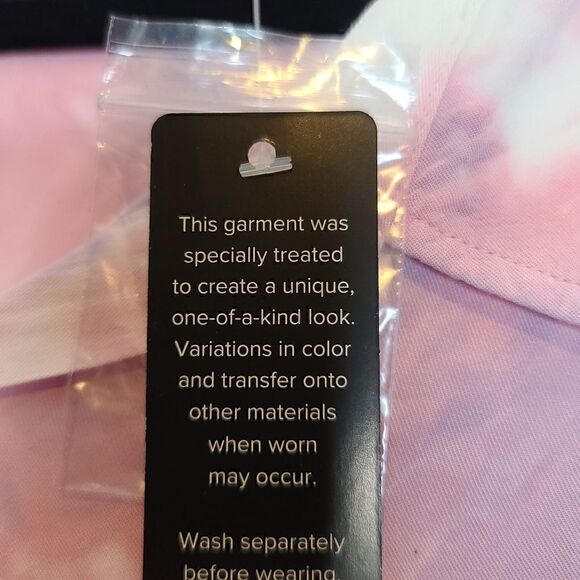 This garment was
specially treated
to create a unique,
one-of-a-kind look.
Variations in color
and transfer onto
other materials
when worn
may occur.
Wash separately
before wearing.